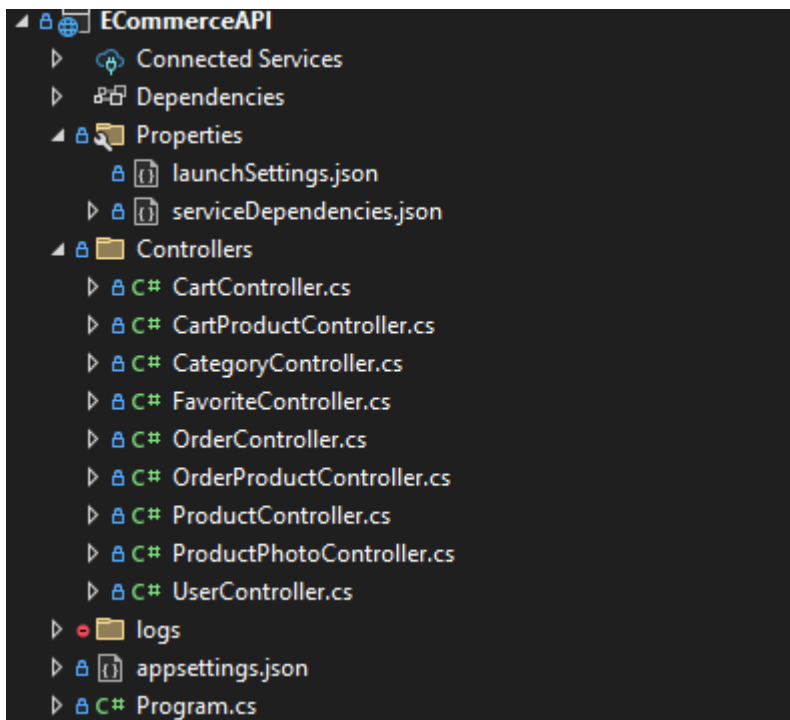 ECommerceAPI
Connected Services
Dependencies
Properties
launchSettings.json
serviceDependencies.json
Controllers
C# CartController.cs
C# CartProductController.cs
C# CategoryController.cs
C# FavoriteController.cs
C# OrderController.cs
C# OrderProductController.cs
C# ProductController.cs
C# ProductPhotoController.cs
C# UserController.cs
logs
appsettings.json
C# Program.cs